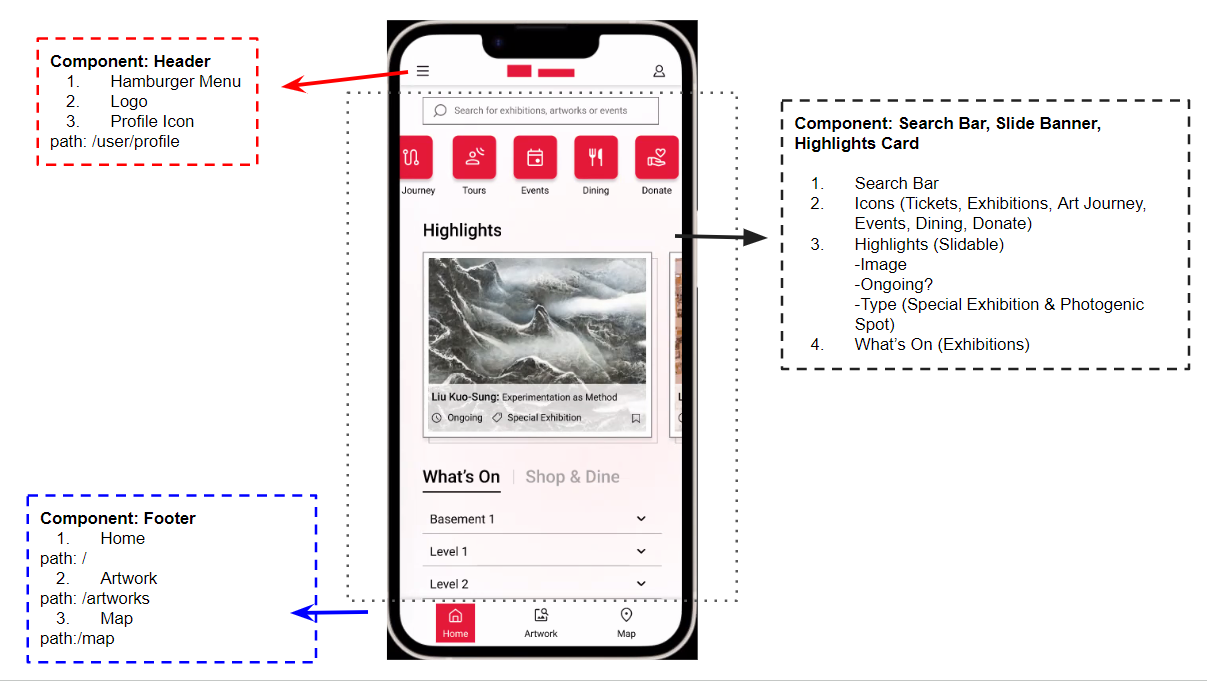 Component: Header
1. Hamburger Menu
2. Logo
3. Profile Icon
path: /user/profile
Search for exhibitions, artworks or events
Journey
Tours
Events
Dining
Donate
Highlights
Liu Kuo-Sung: Experimentation as Method
Ongoing Special Exhibition
What's On
Shop & Dine
Basement 1
Level 1
Level 2
Home
Artwork
Map
Component: Search Bar, Slide Banner,
Highlights Card
1. Search Bar
2. Icons (Tickets, Exhibitions, Art Journey,
Events, Dining, Donate)
3. Highlights (Slidable)
-Image
-Ongoing?
-Type (Special Exhibition & Photogenic
Spot)
4. What's On (Exhibitions)
Component: Footer
1. Home
path: /
2. Artwork
path: /artworks
3. Map
path:/map